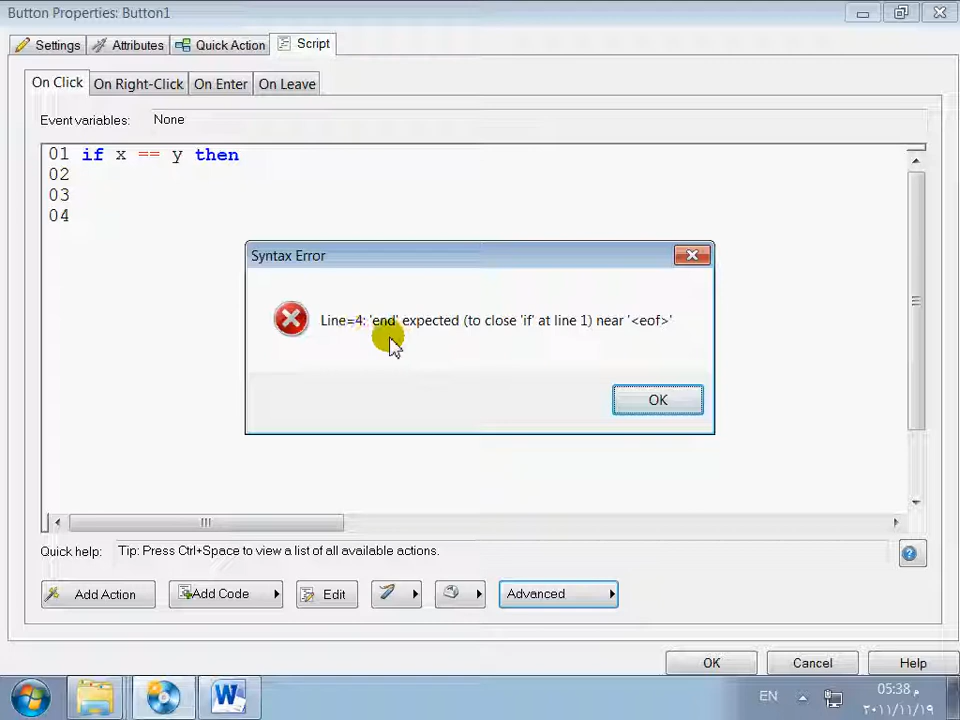 Button Properties: Button1
Settings Attributes Quick Action Script
On Click On Right-Click On Enter On Leave
Event variables: None
01 if x == y then
02
03
04
Syntax Error
Line=4: 'end' expected (to close 'if' at line 1) near '<eof>'
OK
Quick help: Tip: Press Ctrl+Space to view a list of all available actions.
Add Action Add Code Edit Advanced
OK Cancel Help
EN 05:38 م
٢٠١١/١١/١٩